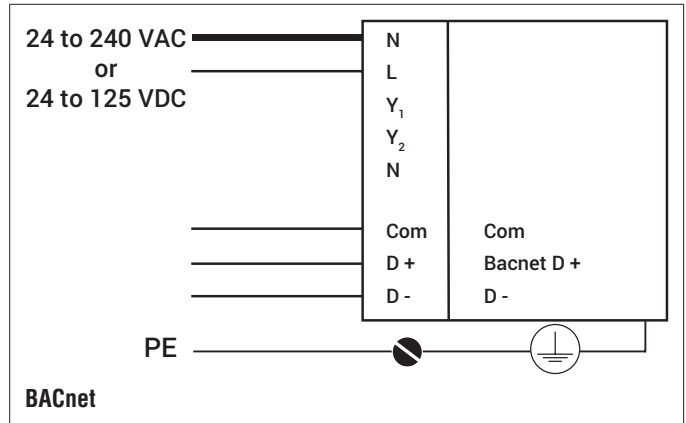 24 to 240 VAC
or
24 to 125 VDC
N
L
Y₁
Y₂
N
Com Com
D + Bacnet D +
D - D -
PE
BACnet